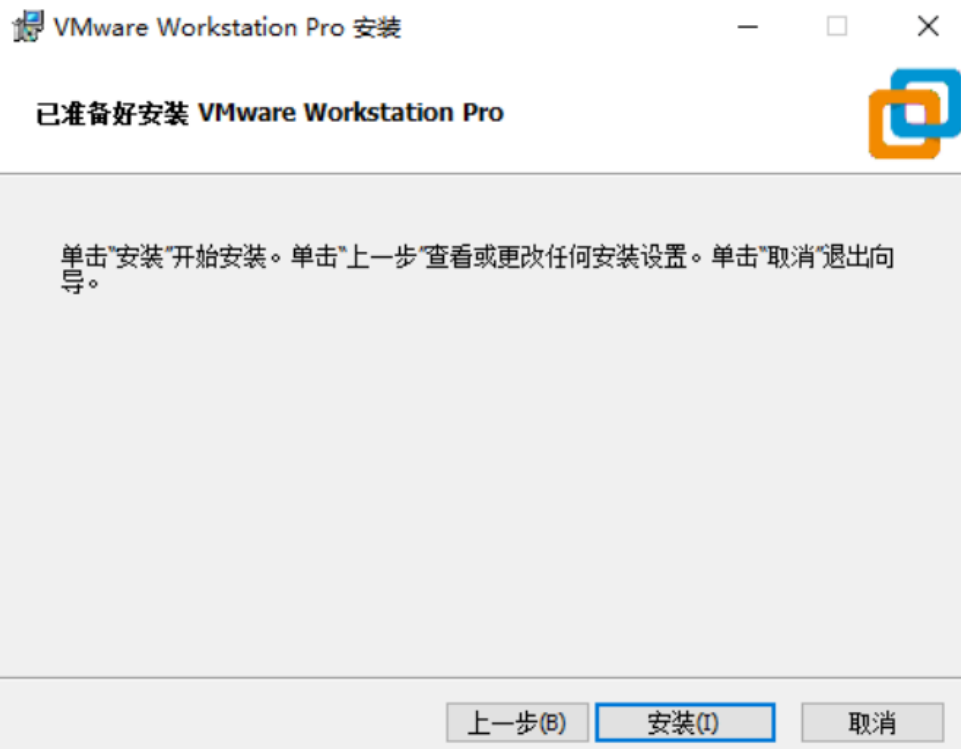 VMware Workstation Pro 安装
已准备好安装 VMware Workstation Pro
单击"安装"开始安装。单击"上一步"查看或更改任何安装设置。单击"取消"退出向
导。
上一步(B) 安装(I) 取消